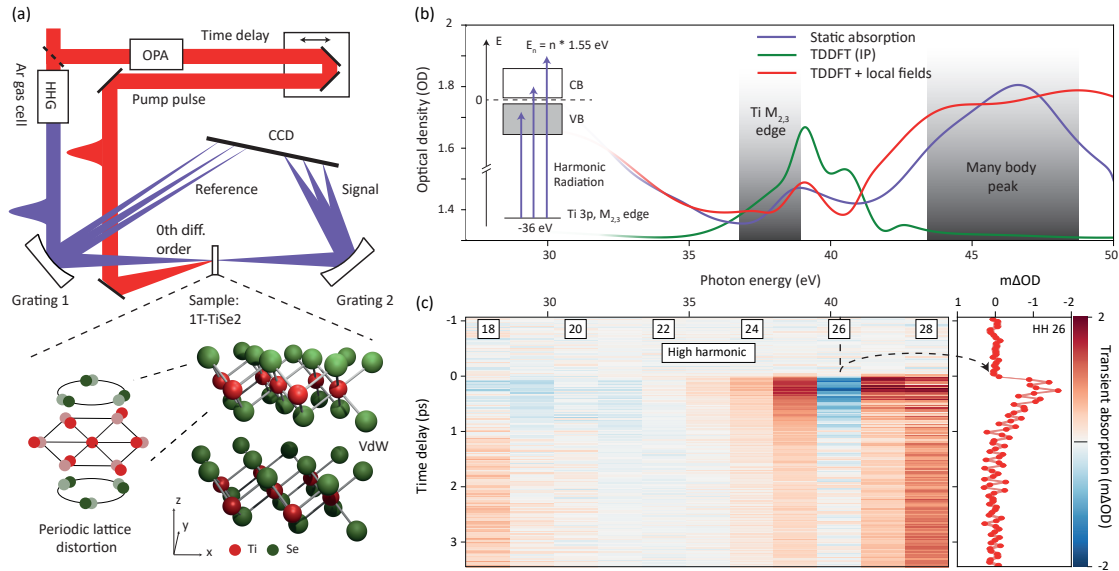 (a)
OPA
Time delay
Ar gas cell
HHG
Pump pulse
CCD
Reference
Signal
0th diff.
order
Grating 1
Sample:
1T-TiSe2
Grating 2
VdW
Periodic lattice
distortion
z
y
x
Ti
Se
(b)
Optical density (OD)
2
1.8
1.6
1.4
E
E_n = n * 1.55 eV
CB
0
VB
Harmonic
Radiation
Ti 3p, M2,3 edge
-36 eV
Static absorption
TDDFT (IP)
TDDFT + local fields
Ti M2,3
edge
Many body
peak
30
35
40
45
50
Photon energy (eV)
(c)
30
35
40
mΔOD
1
0
-1
-2
-1
0
1
2
3
Time delay (ps)
18
20
22
24
26
28
High harmonic
HH 26
2
-2
Transient absorption (mΔOD)